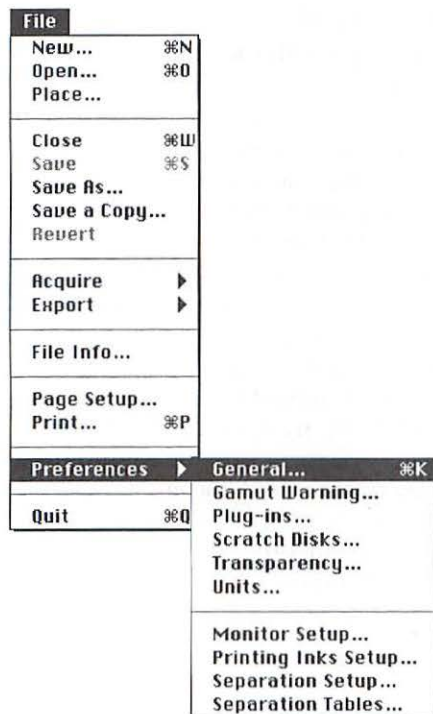 File
New... ⌘N
Open... ⌘O
Place...
Close ⌘W
Save ⌘S
Save As...
Save a Copy...
Revert
Acquire ▶
Export ▶
File Info...
Page Setup...
Print... ⌘P
Preferences ▶
Quit ⌘Q
General... ⌘K
Gamut Warning...
Plug-ins...
Scratch Disks...
Transparency...
Units...
Monitor Setup...
Printing Inks Setup...
Separation Setup...
Separation Tables...